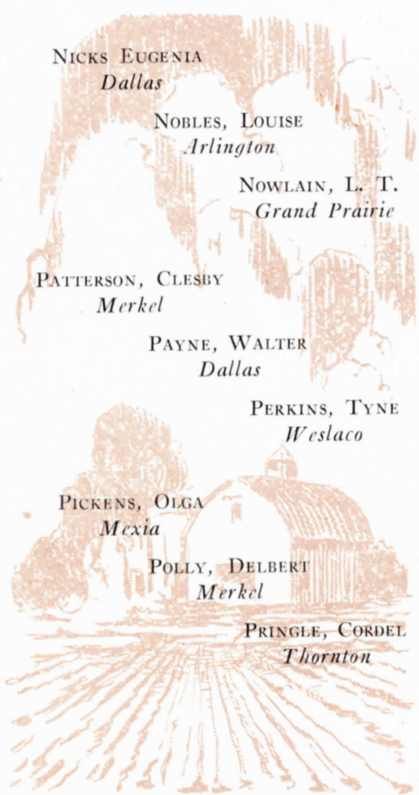 Nicks Eugenia
Dallas
Nobles, Louise
Arlington
Nowlain, L. T.
Grand Prairie
Patterson, Clesby
Merkel
Payne, Walter
Dallas
Perkins, Tyne
Weslaco
Pickens, Olga
Mexia
Polly, Delbert
Merkel
Pringle, Cordel
Thornton